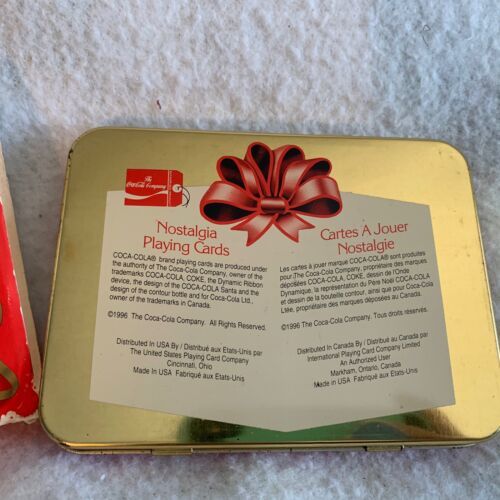 The
Coca-Cola Company
Nostalgia
Playing Cards
COCA-COLA® brand playing cards are produced under
the authority of The Coca-Cola Company, owner of the
trademarks COCA-COLA, COKE, the Dynamic Ribbon
device, the design of the COCA-COLA Santa and the
design of the contour bottle and for Coca-Cola Ltd.,
owner of the trademarks in Canada.
©1996 The Coca-Cola Company. All Rights Reserved.
Distributed In USA By / Distribué aux Etats-Unis par
The United States Playing Card Company
Cincinnati, Ohio
Made in USA Fabriqué aux Etats-Unis
Cartes A Jouer
Nostalgie
Les cartes à jouer marque COCA-COLA® sont produites
pour The Coca-Cola Company, propriétaire des marques
déposées COCA-COLA, COKE, dessin de l'Onde
Dynamique, la représentation du Père Noël COCA-COLA
et dessin de la bouteille contour, ainsi que pour Coca-Cola
Ltée, propriétaire des marques déposées au Canada.
©1996 The Coca-Cola Company. Tous droits réservés.
Distributed In Canada By / Distribué au Canada par
International Playing Card Company Limited
An Authorized User
Markham, Ontario, Canada
Made in USA Fabriqué aux Etats-Unis